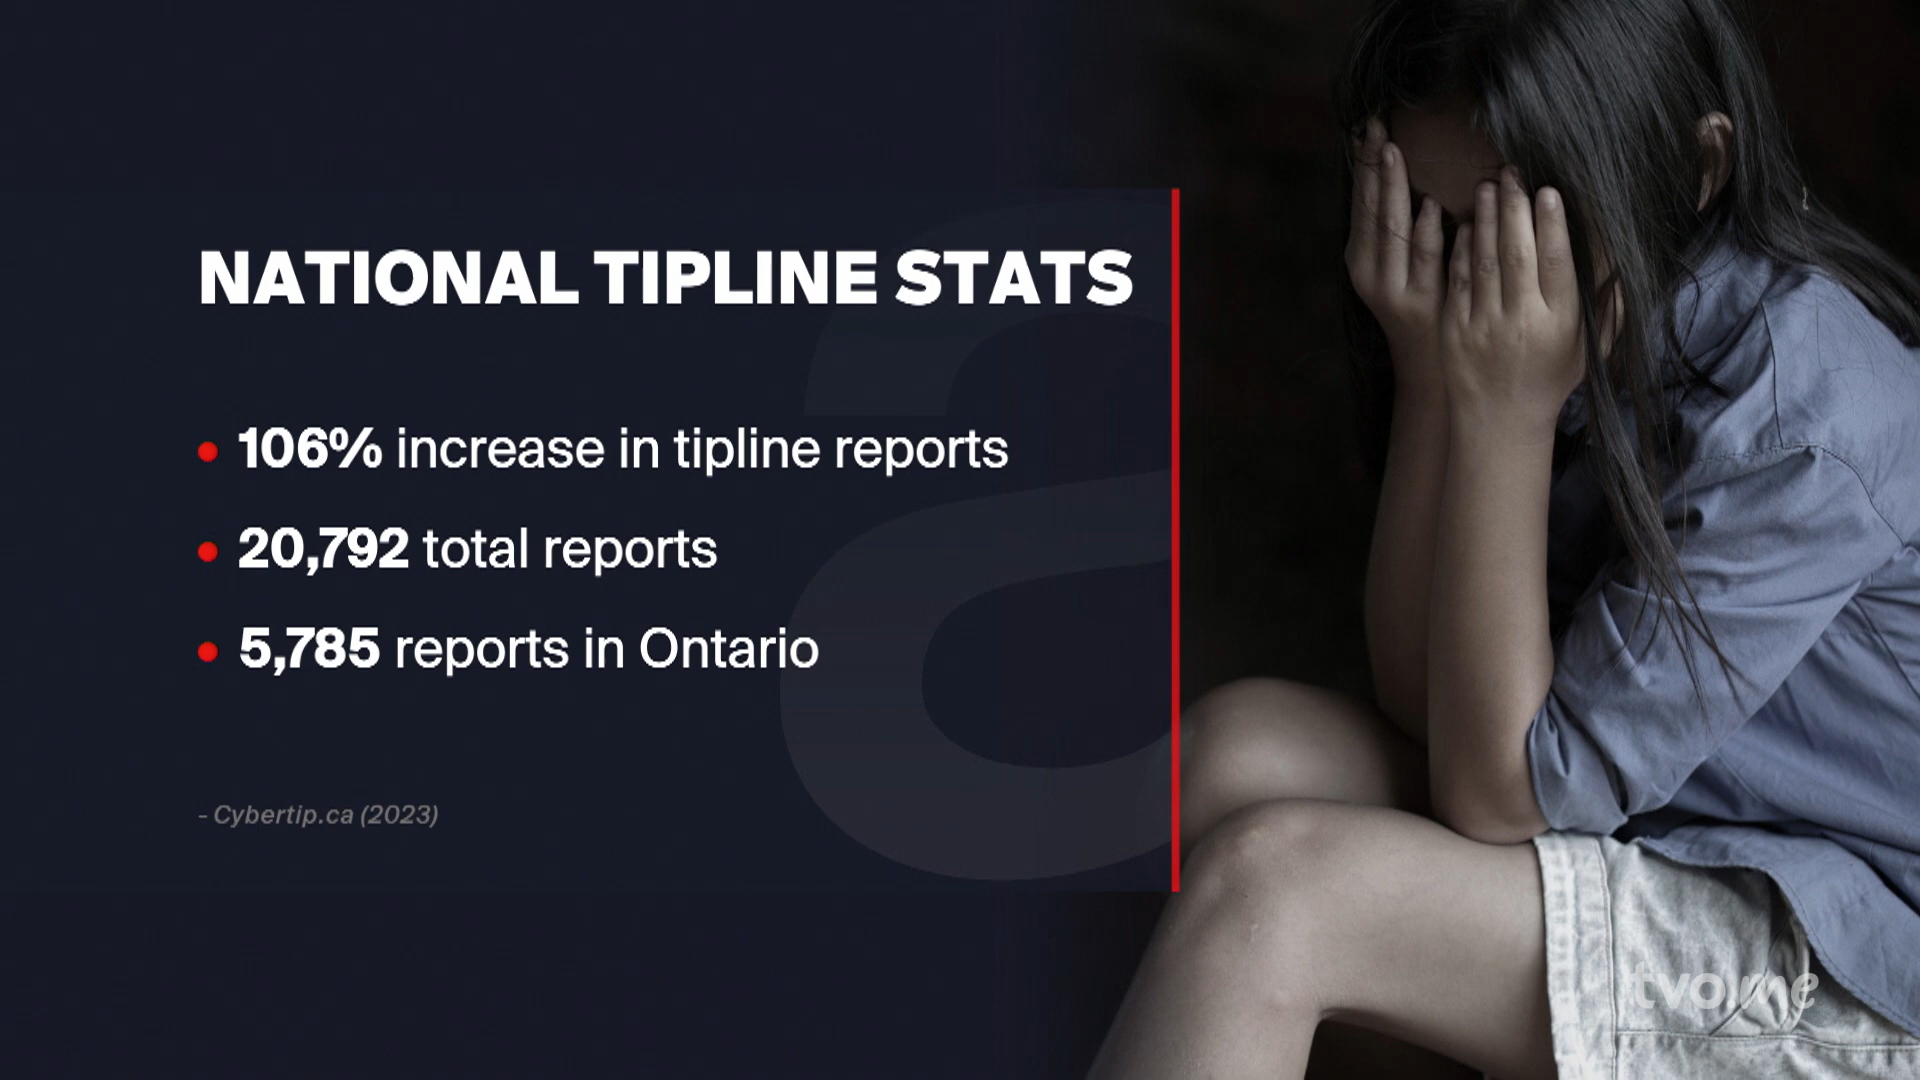 NATIONAL TIPLINE STATS
• 106% increase in tipline reports
• 20,792 total reports
• 5,785 reports in Ontario
- Cybertip.ca (2023)
tvo.me